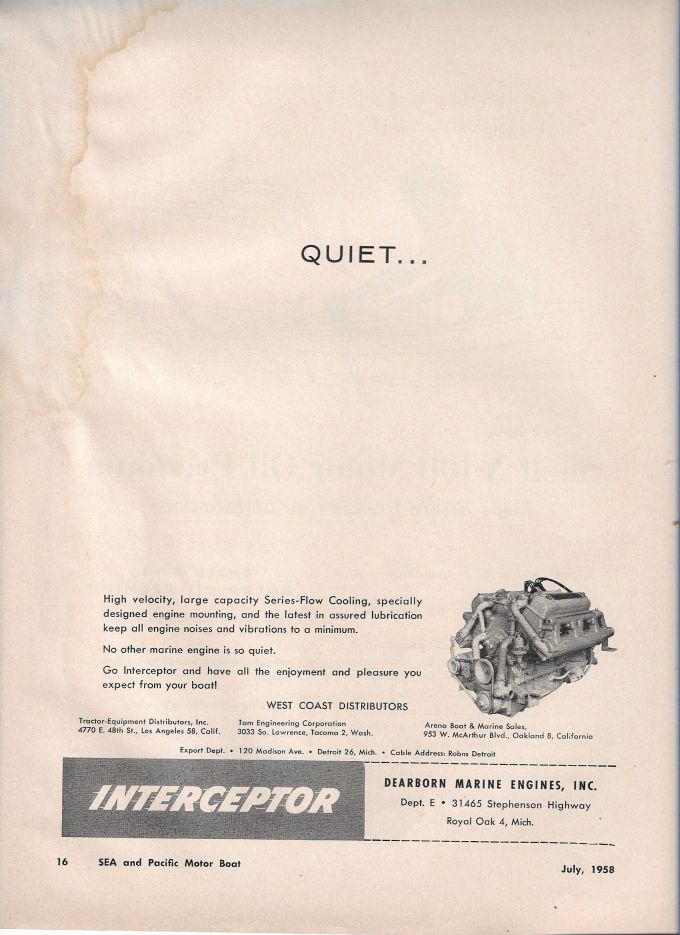 QUIET...
High velocity, large capacity Series-Flow Cooling, specially
designed engine mounting, and the latest in assured lubrication
keep all engine noises and vibrations to a minimum.
No other marine engine is so quiet.
Go Interceptor and have all the enjoyment and pleasure you
expect from your boat!
WEST COAST DISTRIBUTORS
Tractor-Equipment Distributors, Inc.
4770 E. 48th St., Los Angeles 58, Calif.
Tam Engineering Corporation
3033 So. Lawrence, Tacoma 2, Wash.
Arena Boat & Marine Sales,
953 W. McArthur Blvd., Oakland 8, California
Export Dept. • 120 Madison Ave. • Detroit 26, Mich. • Cable Address: Robns Detroit
INTERCEPTOR
DEARBORN MARINE ENGINES, INC.
Dept. E • 31465 Stephenson Highway
Royal Oak 4, Mich.
16 SEA and Pacific Motor Boat
July, 1958